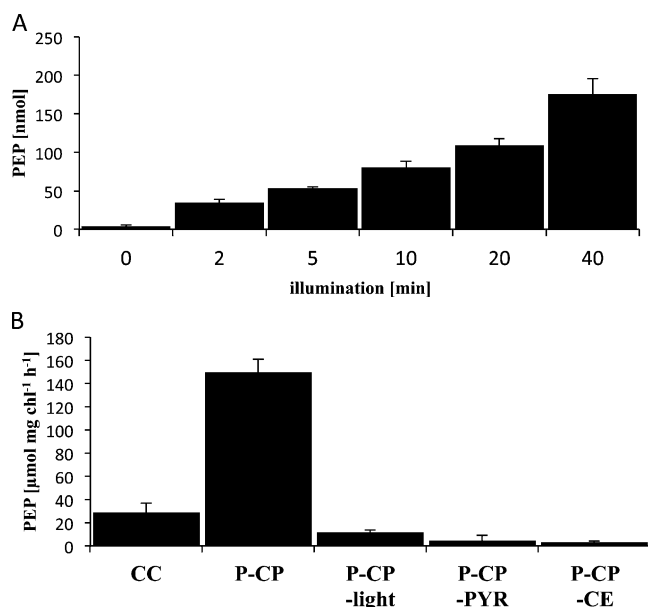 A
250
200
150
100
50
0
PEP [nmol]
0 2 5 10 20 40
illumination [min]
B
180
160
140
120
100
80
60
40
20
0
PEP [µmol mg chl⁻¹ h⁻¹]
CC P-CP P-CP P-CP P-CP
-light -PYR -CE